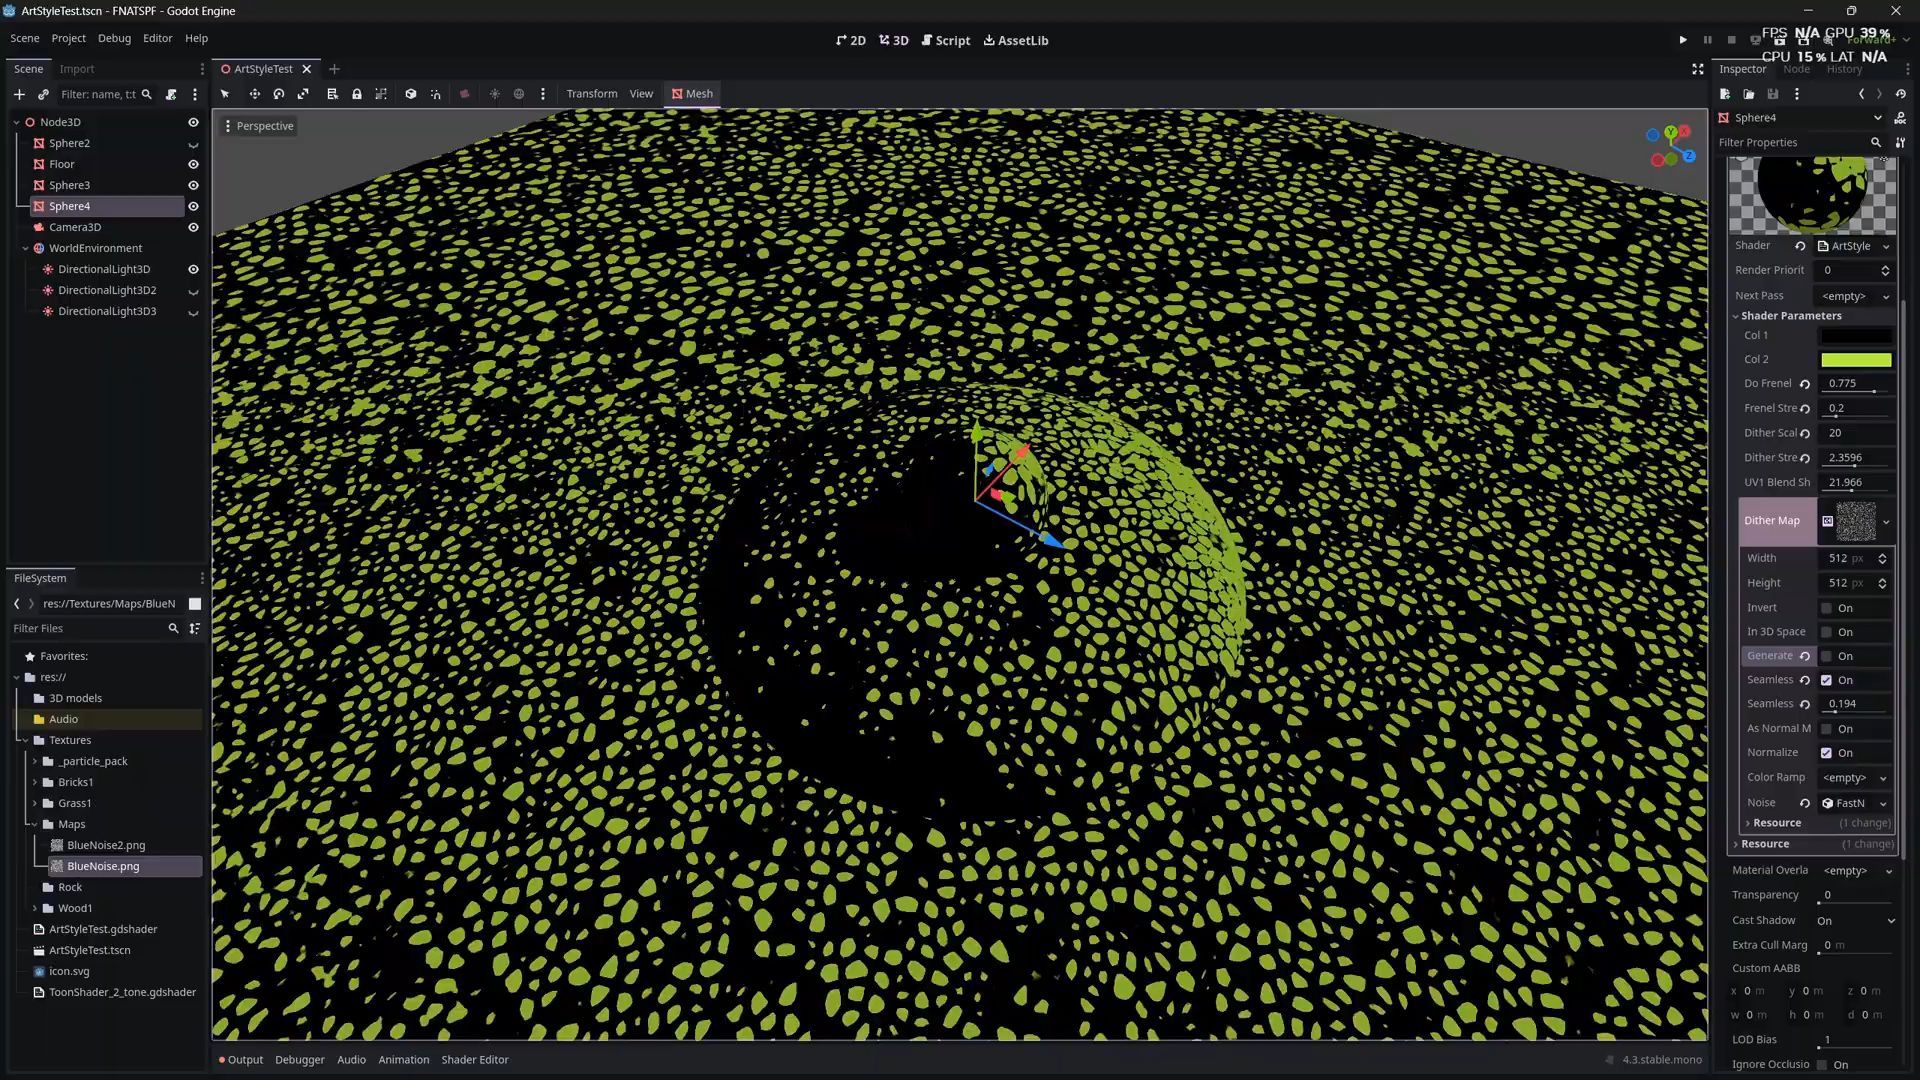 ArtStyleTest.tscn - FNATSPF - Godot Engine
Scene Project Debug Editor Help
2D 3D Script AssetLib
FPS N/A GPU 39 %
Forward+
CPU 15 % LAT N/A
Scene Import
ArtStyleTest
Inspector Node History
Filter: name, t:t
Transform View Mesh
Perspective
Node3D
Sphere2
Floor
Sphere3
Sphere4
Camera3D
WorldEnvironment
DirectionalLight3D
DirectionalLight3D2
DirectionalLight3D3
FileSystem
res://Textures/Maps/BlueN
Filter Files
Favorites:
res://
3D models
Audio
Textures
_particle_pack
Bricks1
Grass1
Maps
BlueNoise2.png
BlueNoise.png
Rock
Wood1
ArtStyleTest.gdshader
ArtStyleTest.tscn
icon.svg
ToonShader_2_tone.gdshader
Y
Z
Output Debugger Audio Animation Shader Editor
4.3.stable.mono
Sphere4
Filter Properties
Shader ArtStyle
Render Priorit 0
Next Pass <empty>
Shader Parameters
Col 1
Col 2
Do Frenel 0.775
Frenel Stre 0.2
Dither Scal 20
Dither Stre 2.3596
UV1 Blend Sh 21.966
Dither Map
Width 512 px
Height 512 px
Invert On
In 3D Space On
Generate On
Seamless On
Seamless 0.194
As Normal M On
Normalize On
Color Ramp <empty>
Noise FastN
Resource (1 change)
Resource (1 change)
Material Overla <empty>
Transparency 0
Cast Shadow On
Extra Cull Marg 0 m
Custom AABB
x 0 m y 0 m z 0 m
w 0 m h 0 m d 0 m
LOD Bias 1
Ignore Occlusio On